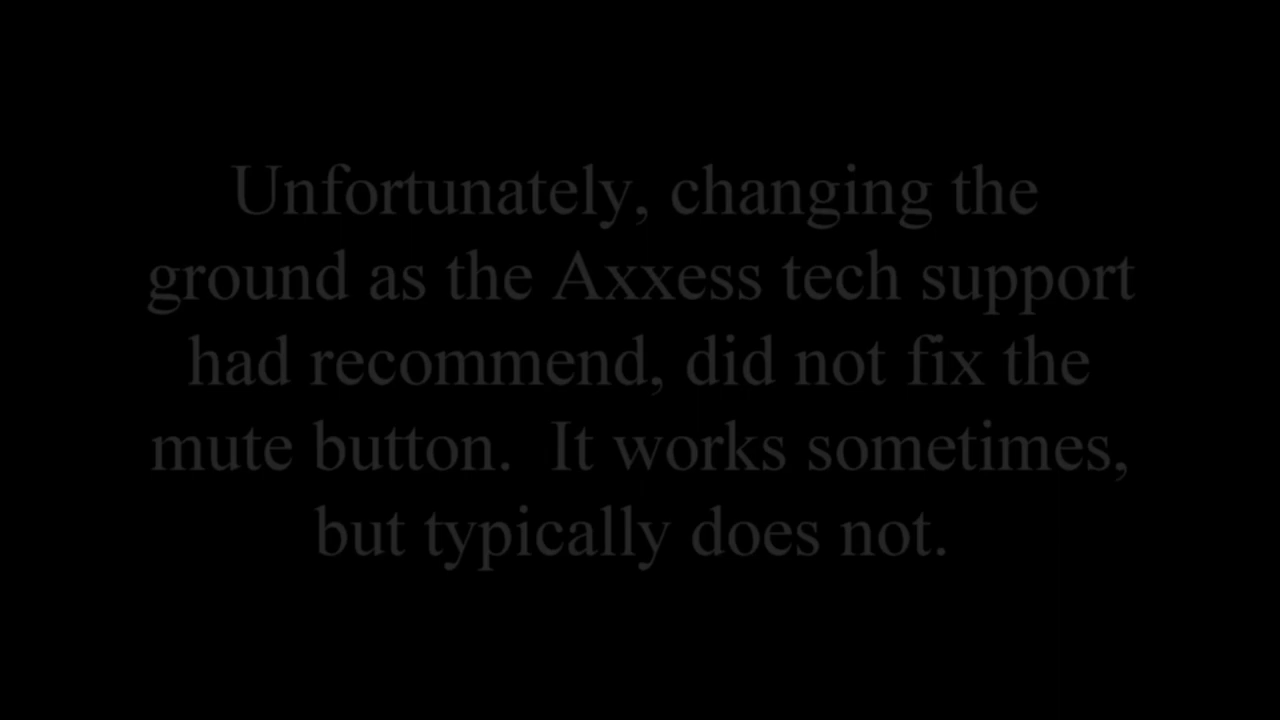 Unfortunately, changing the
ground as the Axxess tech support
had recommend, did not fix the
mute button.  It works sometimes,
but typically does not.